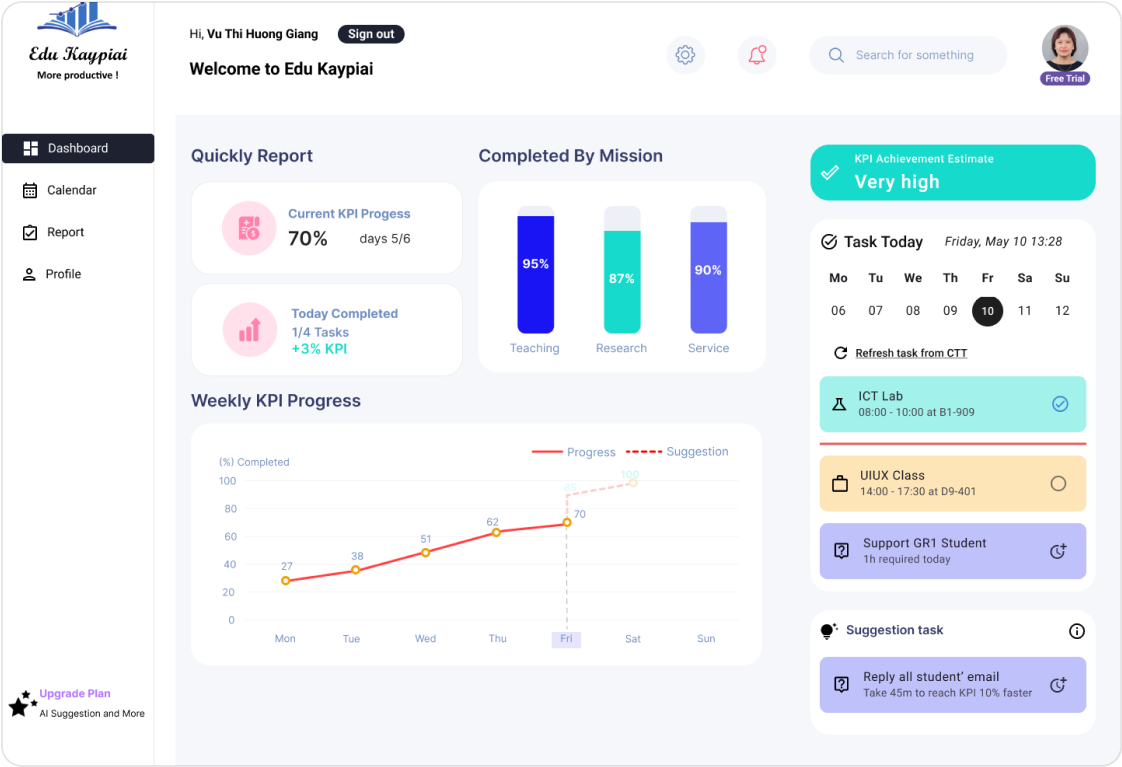 Edu Kaypiai
More productive !
Hi, Vu Thi Huong Giang
Sign out
Welcome to Edu Kaypiai
Search for something
Free Trial
Dashboard
Calendar
Report
Profile
Upgrade Plan
AI Suggestion and More
Quickly Report
Current KPI Progess
70%
days 5/6
Today Completed
1/4 Tasks
+3% KPI
Completed By Mission
95%
87%
90%
Teaching
Research
Service
Weekly KPI Progress
Progress
Suggestion
(%) Completed
100
80
60
40
20
0
27
38
51
62
70
85
100
Mon
Tue
Wed
Thu
Fri
Sat
Sun
KPI Achievement Estimate
Very high
Task Today
Friday, May 10 13:28
Mo Tu We Th Fr Sa Su
06 07 08 09 10 11 12
Refresh task from CTT
ICT Lab
08:00 - 10:00 at B1-909
UIUX Class
14:00 - 17:30 at D9-401
Support GR1 Student
1h required today
Suggestion task
Reply all student’ email
Take 45m to reach KPI 10% faster